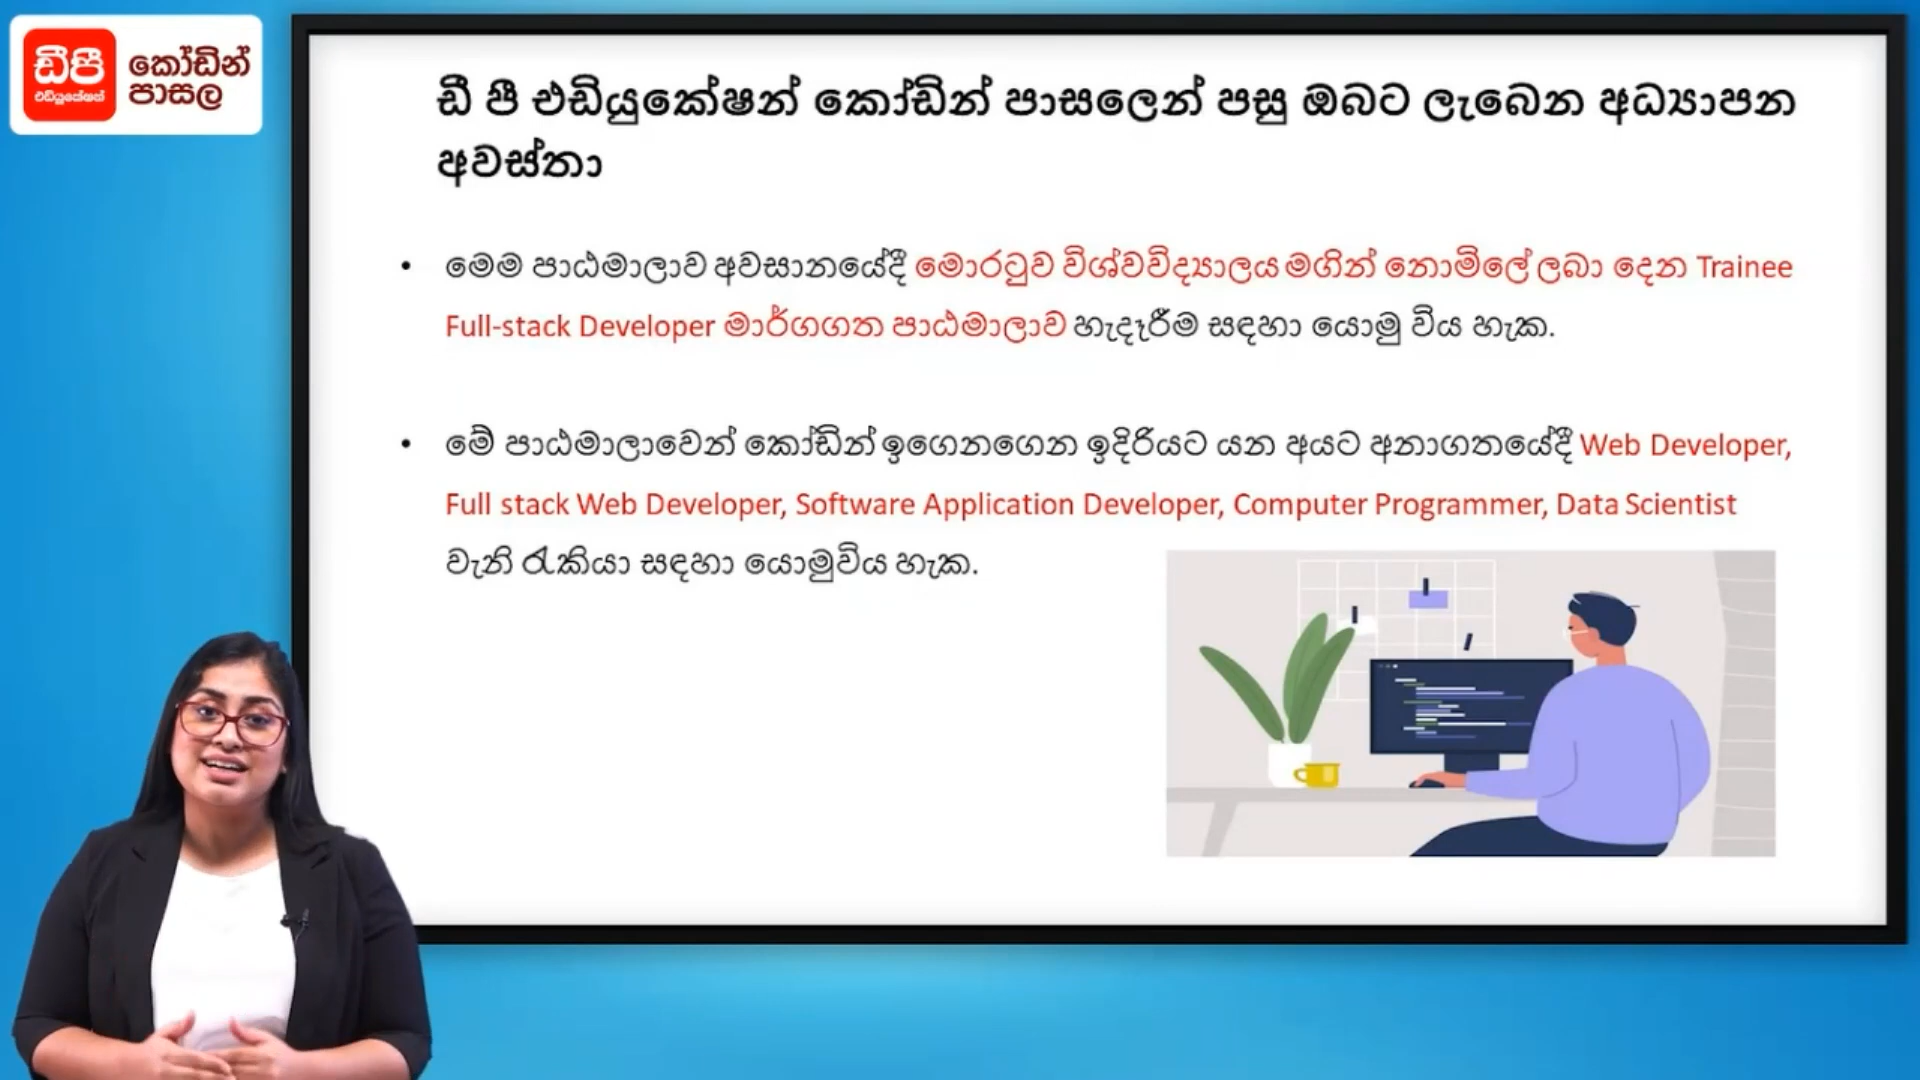 ඩීපී
එඩියුකේෂන්
කෝඩින්
පාසල
ඩී පී එඩියුකේෂන් කෝඩින් පාසලෙන් පසු ඔබට ලැබෙන අධ්‍යාපන
අවස්තා
• මෙම පාඨමාලාව අවසානයේදී මොරටුව විශ්වවිද්‍යාලය මගින් නොමිලේ ලබා දෙන Trainee
Full-stack Developer මාර්ගගත පාඨමාලාව හැදෑරීම සඳහා යොමු විය හැක.
• මේ පාඨමාලාවෙන් කෝඩින් ඉගෙනගෙන ඉදිරියට යන අයට අනාගතයේදී Web Developer,
Full stack Web Developer, Software Application Developer, Computer Programmer, Data Scientist
වැනි රැකියා සඳහා යොමුවිය හැක.